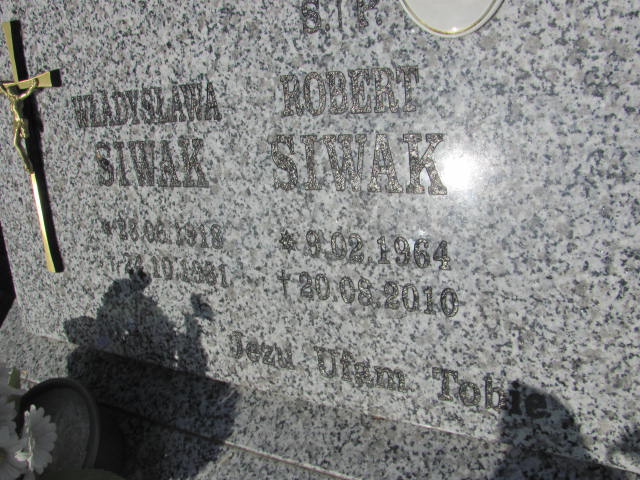 Ś. † P.
WŁADYSŁAWA
SIWAK
ROBERT
SIWAK
* 9.02.1964
† 20.08.2010
Jezu Ufam Tobie